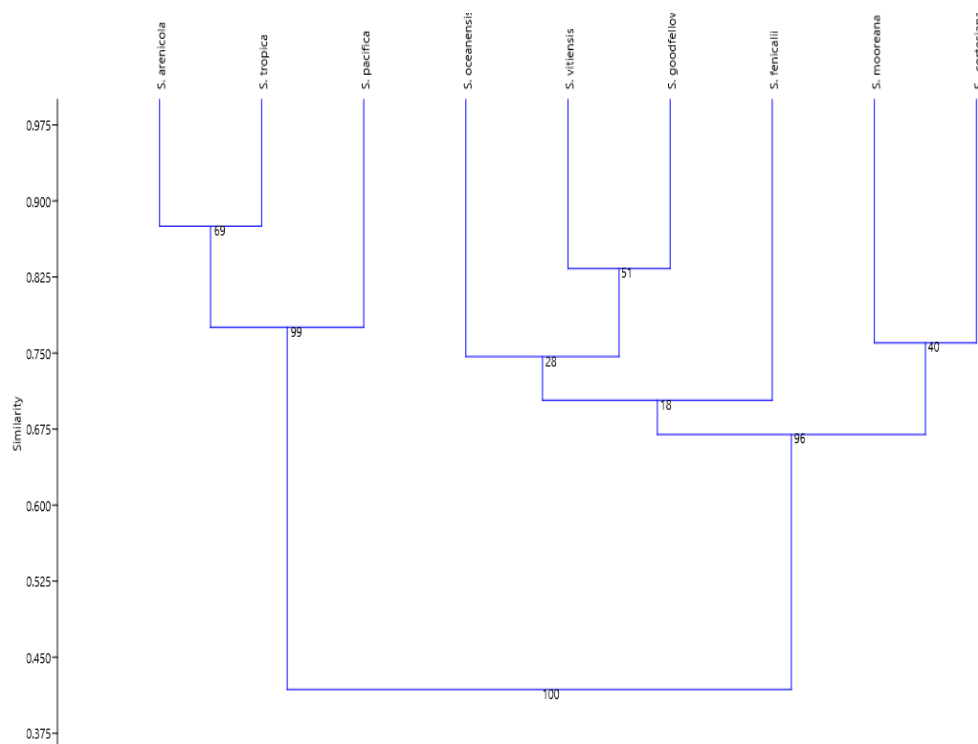 S. arenicola
S. tropica
S. pacifica
S. oceanensis
S. vitiensis
S. goodfellow
S. fenicalii
S. mooreana
S.
0.975
0.900
0.825
0.750
0.675
0.600
0.525
0.450
0.375
Similarity
69
51
99
40
28
18
96
100